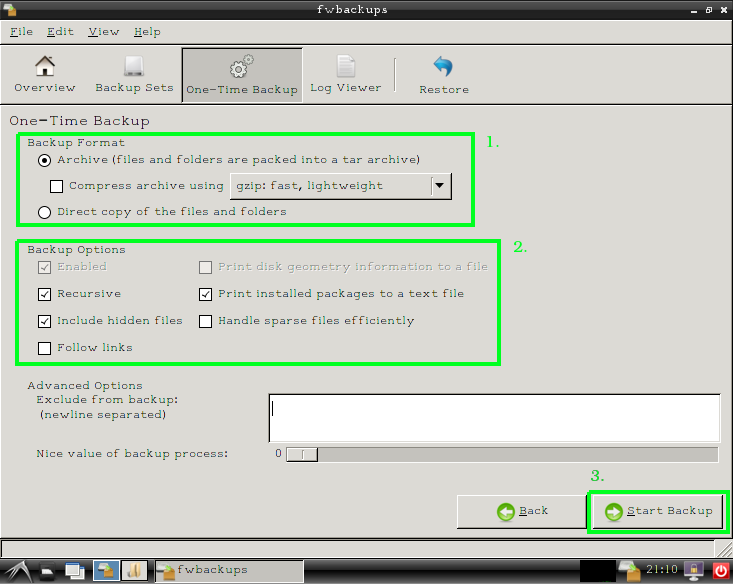 fwbackups
File Edit View Help
Overview Backup Sets One-Time Backup Log Viewer Restore
One-Time Backup
1.
Backup Format
Archive (files and folders are packed into a tar archive)
Compress archive using gzip: fast, lightweight
Direct copy of the files and folders
2.
Backup Options
Enabled Print disk geometry information to a file
Recursive Print installed packages to a text file
Include hidden files Handle sparse files efficiently
Follow links
Advanced Options
Exclude from backup:
(newline separated)
Nice value of backup process: 0
3.
Back Start Backup
fwbackups 21:10